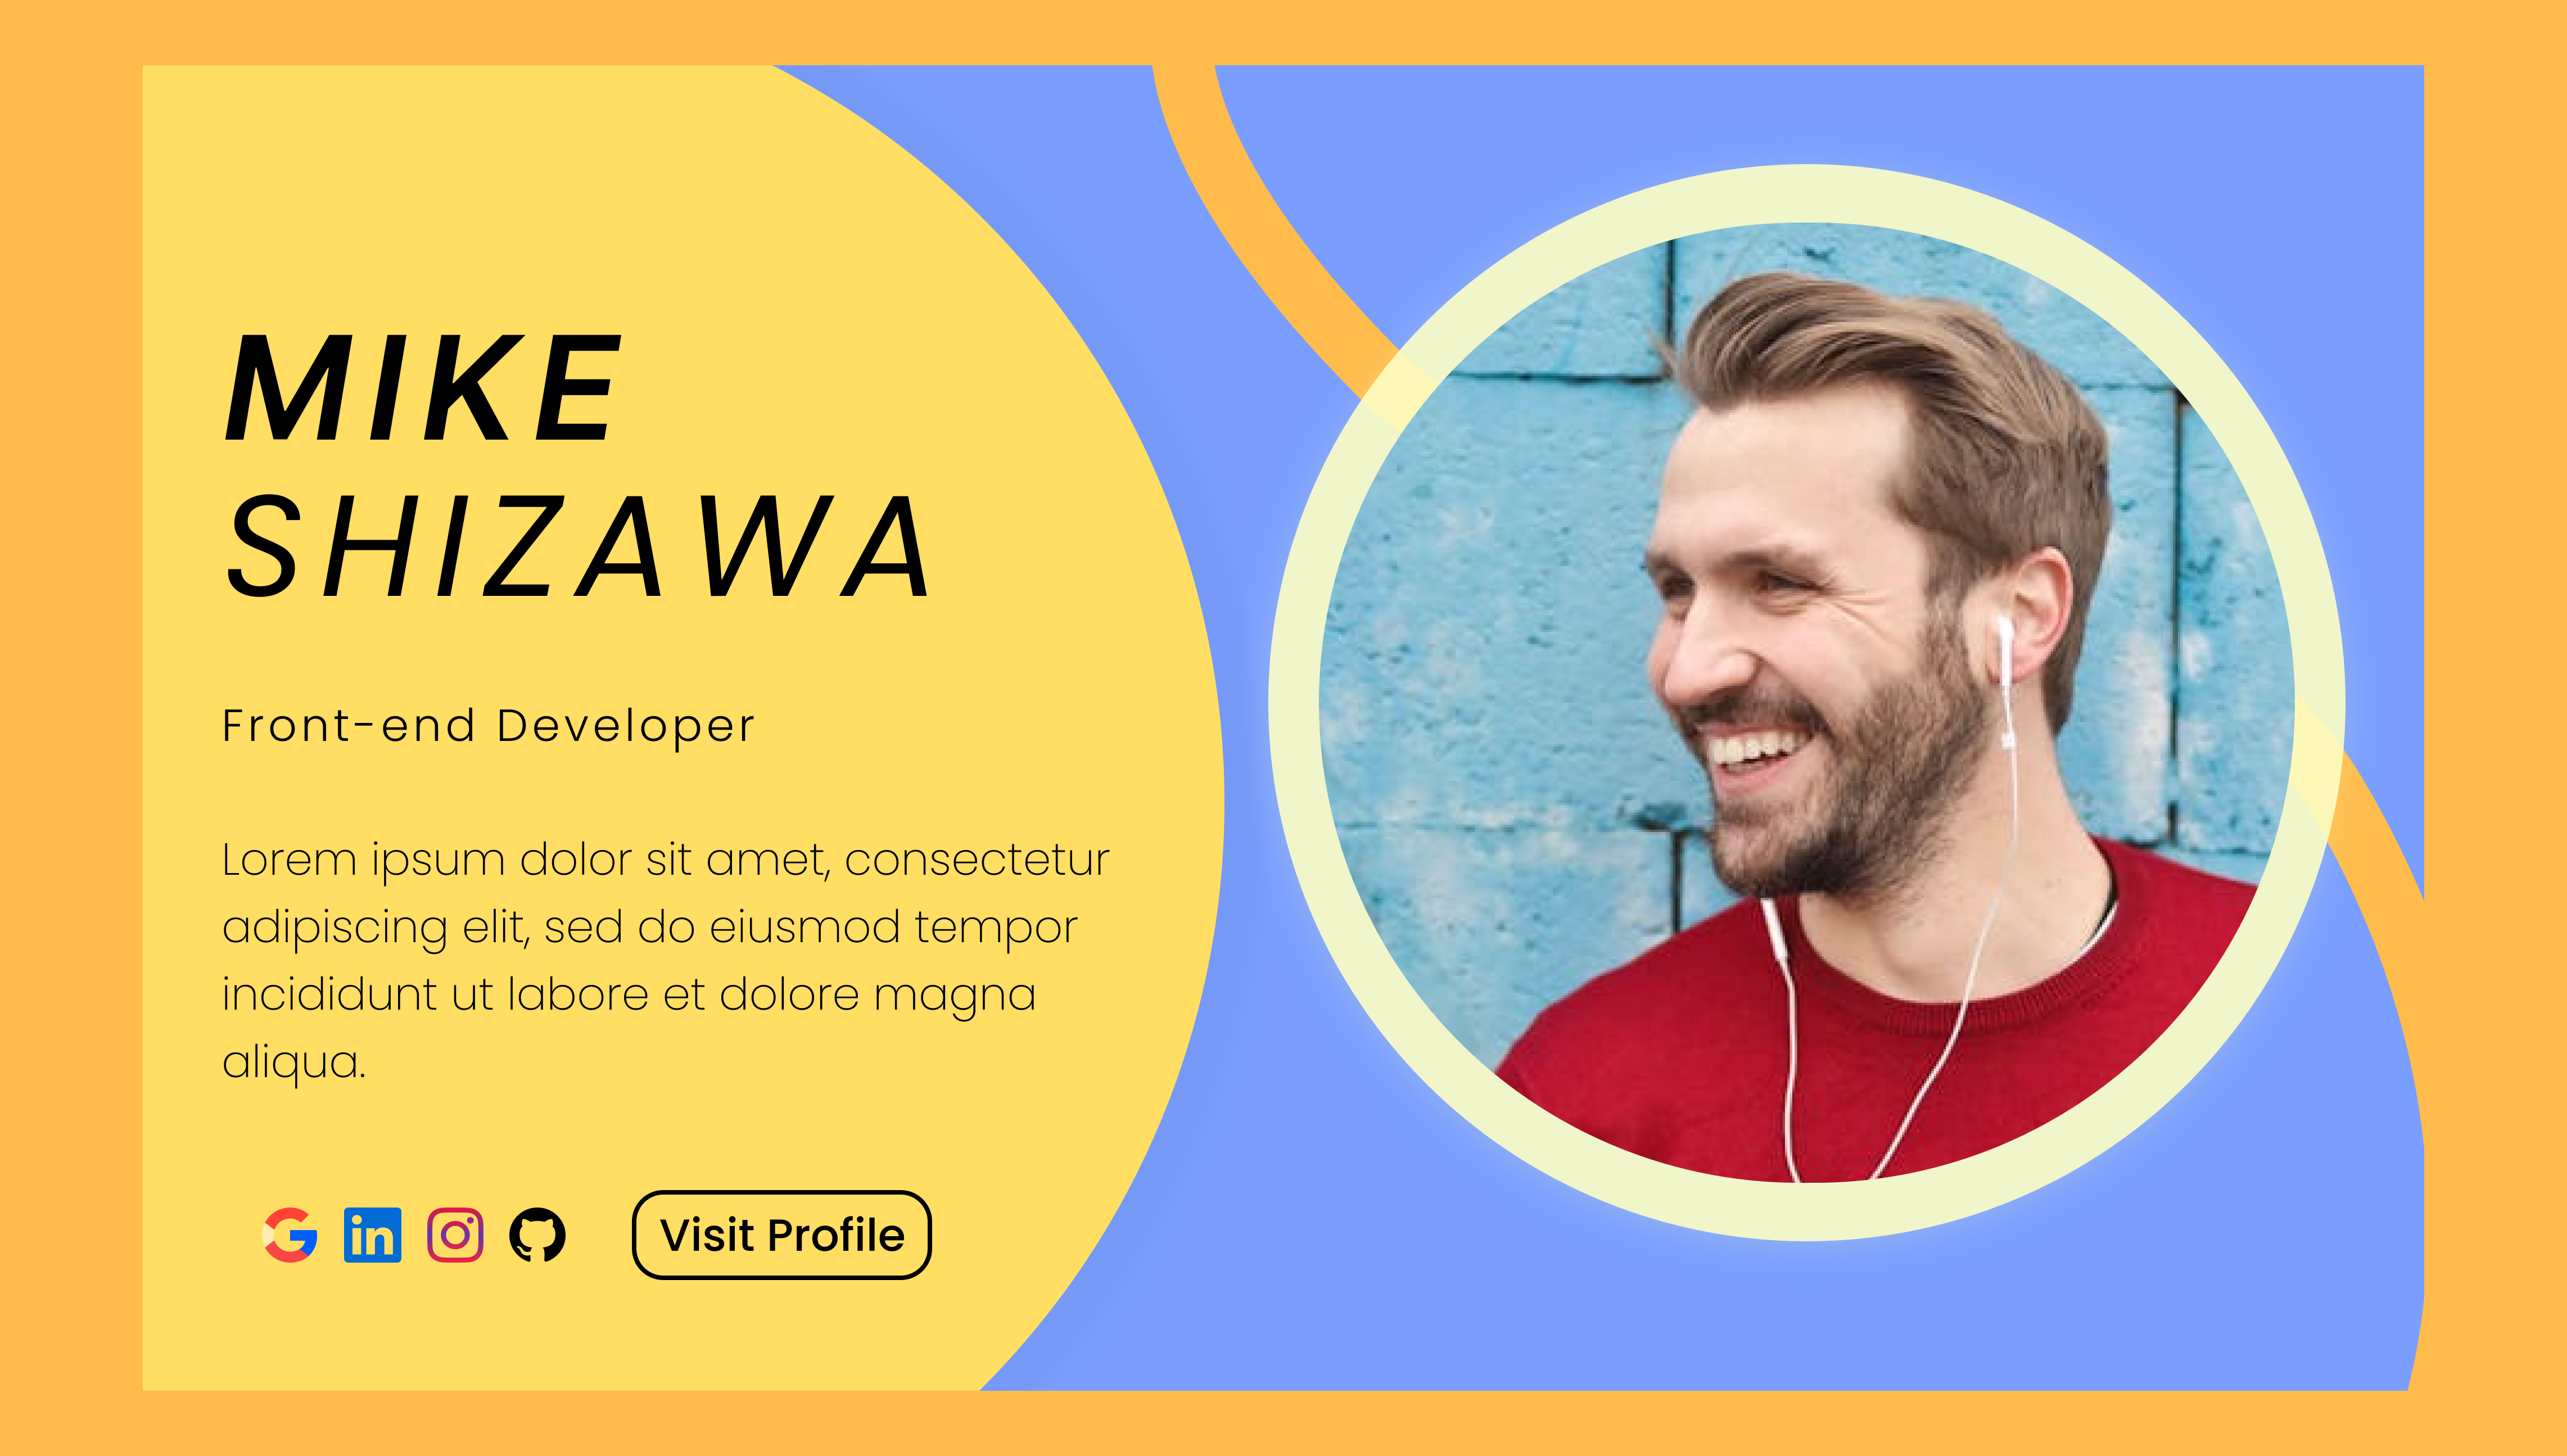 MIKE
SHIZAWA
Front-end Developer
Lorem ipsum dolor sit amet, consectetur
adipiscing elit, sed do eiusmod tempor
incididunt ut labore et dolore magna
aliqua.
G in Visit Profile